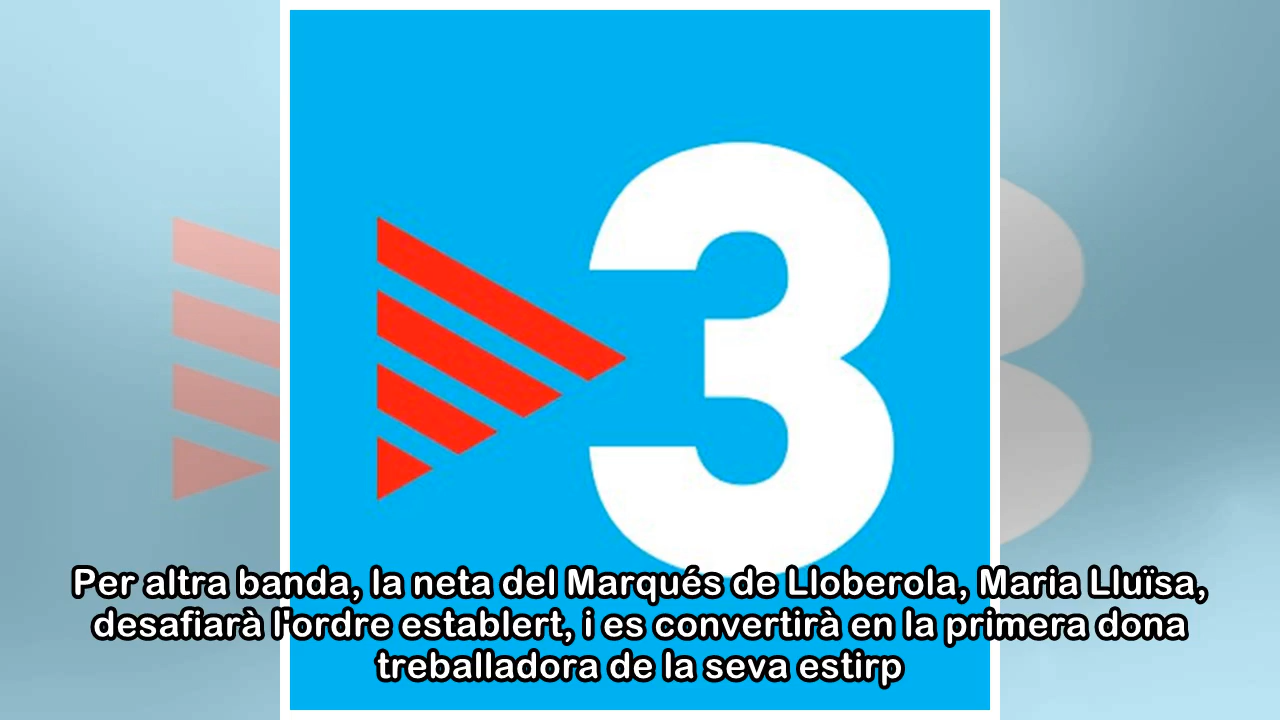 3
Per altra banda, la neta del Marqués de Lloberola, Maria Lluïsa,
desafiarà l'ordre establert, i es convertirà en la primera dona
treballadora de la seva estirp